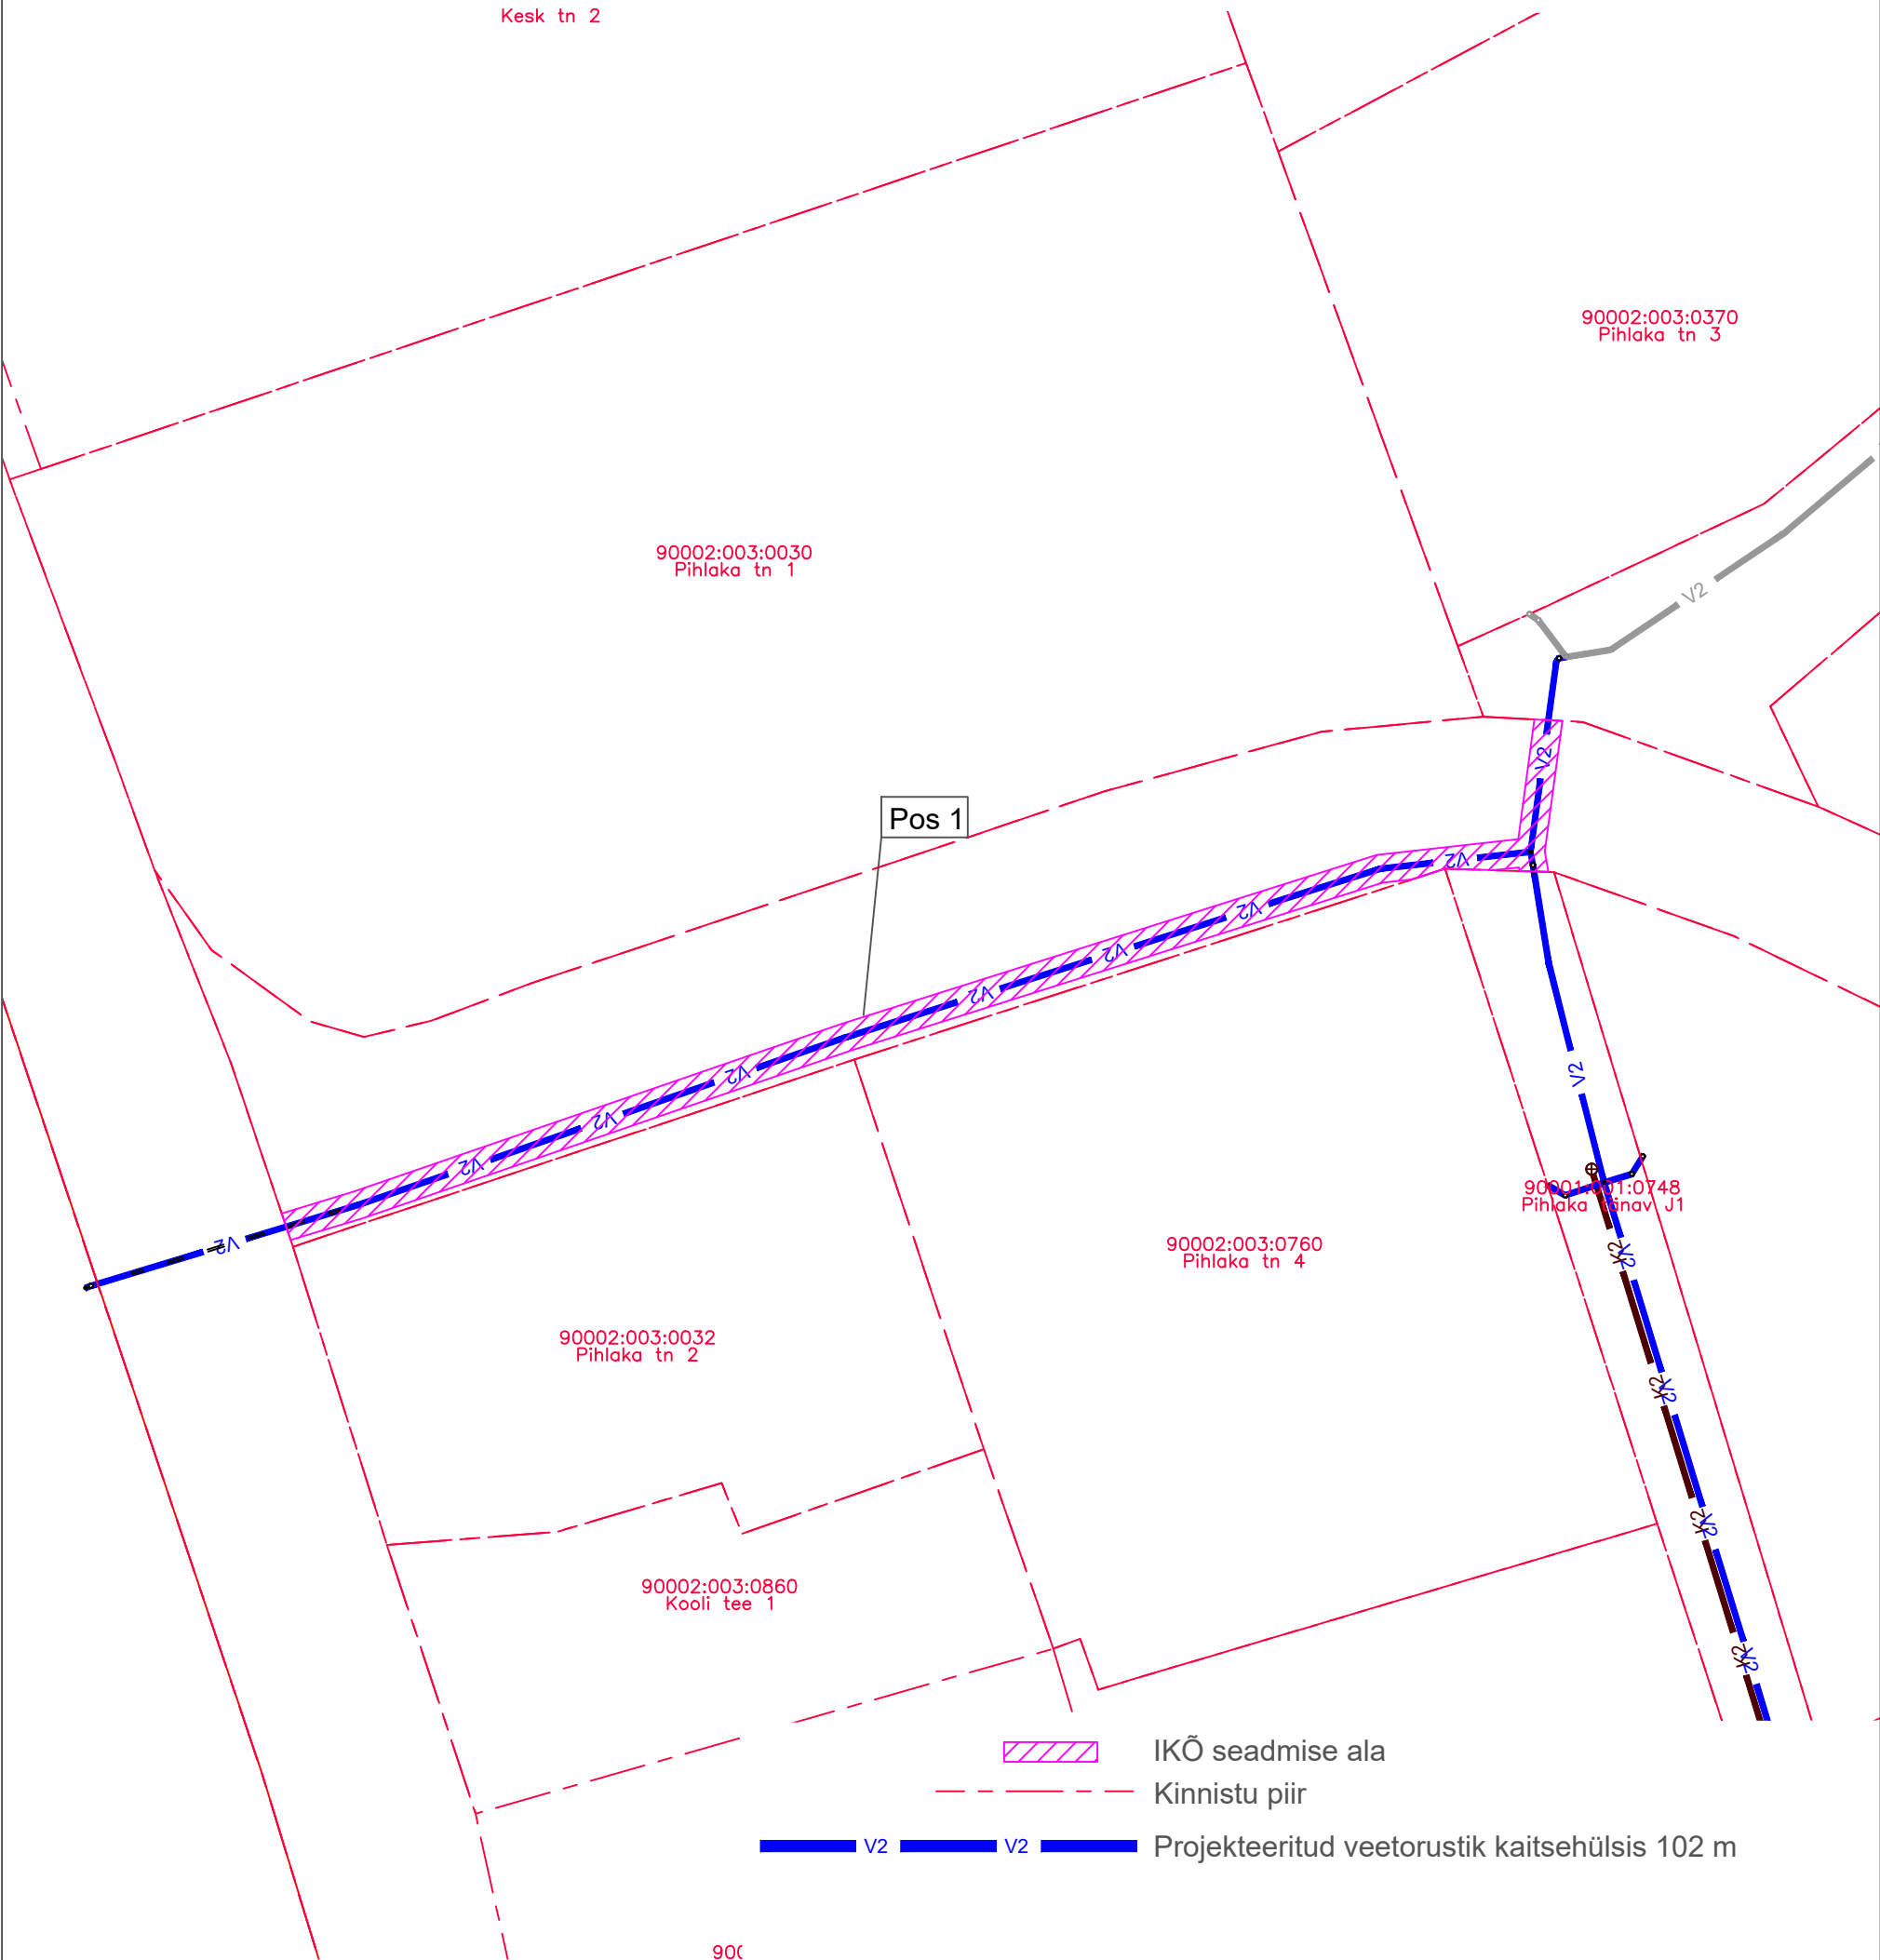 Kesk tn 2
90002:003:0370
Pihlaka tn 3
90002:003:0030
Pihlaka tn 1
V2
V2
Pos 1
V2
V2
V2
V2
V2
V2
V2
V2
V2
90001:001:0748
Pihlaka tänav J1
90002:003:0760
Pihlaka tn 4
K2
V2
90002:003:0032
Pihlaka tn 2
K2
V2
K2
V2
90002:003:0860
Kooli tee 1
K2
V2
IKÕ seadmise ala
Kinnistu piir
V2 V2 Projekteeritud veetorustik kaitsehülsis 102 m